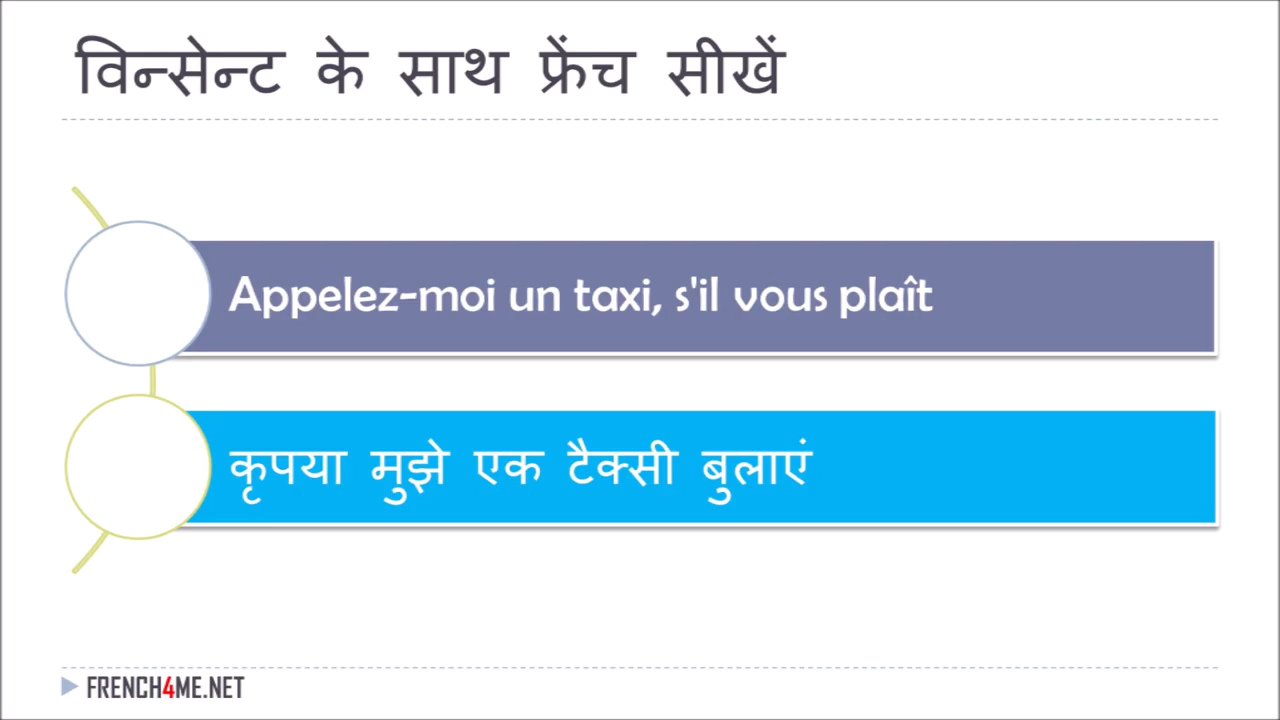 विन्सेन्ट के साथ फ्रेंच सीखें
Appelez-moi un taxi, s'il vous plaît
कृपया मुझे एक टैक्सी बुलाएं
FRENCH4ME.NET